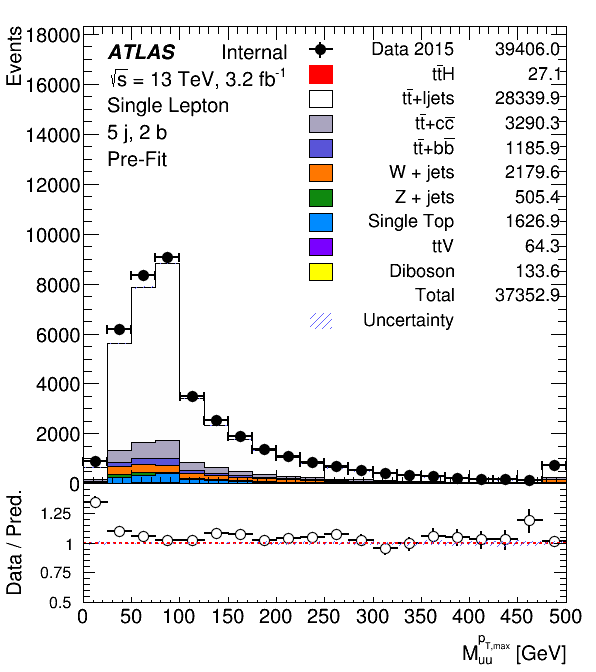 Events
18000
16000
14000
12000
10000
8000
6000
4000
2000
0
ATLAS Internal
√s = 13 TeV, 3.2 fb⁻¹
Single Lepton
5 j, 2 b
Pre-Fit
Data 2015 39406.0
tt̄H 27.1
tt̄+ljets 28339.9
tt̄+cc̄ 3290.3
tt̄+bb̄ 1185.9
W + jets 2179.6
Z + jets 505.4
Single Top 1626.9
ttV 64.3
Diboson 133.6
Total 37352.9
Uncertainty
Data / Pred.
1.25
1
0.75
0.5
0 50 100 150 200 250 300 350 400 450 500
M_uu^p_T,max [GeV]